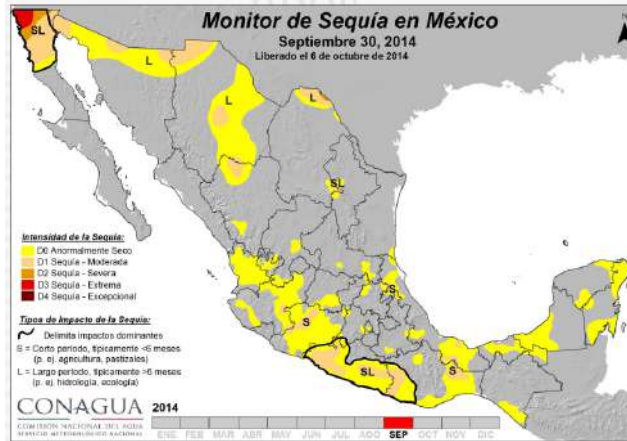 Monitor de Sequía en México
Septiembre 30, 2014
Liberado el 6 de octubre de 2014
N
SL
L
L
L
SL
S
S
SL
S
Intensidad de la Sequía:
D0 Anormalmente Seco
D1 Sequía - Moderada
D2 Sequía - Severa
D3 Sequía - Extrema
D4 Sequía - Excepcional
Tipos de Impacto de la Sequía:
Delimita impactos dominantes
S = Corto período, típicamente <6 meses
(p. ej. agricultura, pastizales)
L = Largo período, típicamente >6 meses
(p. ej. hidrología, ecología)
CONAGUA
COMISIÓN NACIONAL DEL AGUA
SERVICIO METEOROLÓGICO NACIONAL
2014
ENE FEB MAR ABR MAY JUN JUL AGO SEP OCT NOV DIC